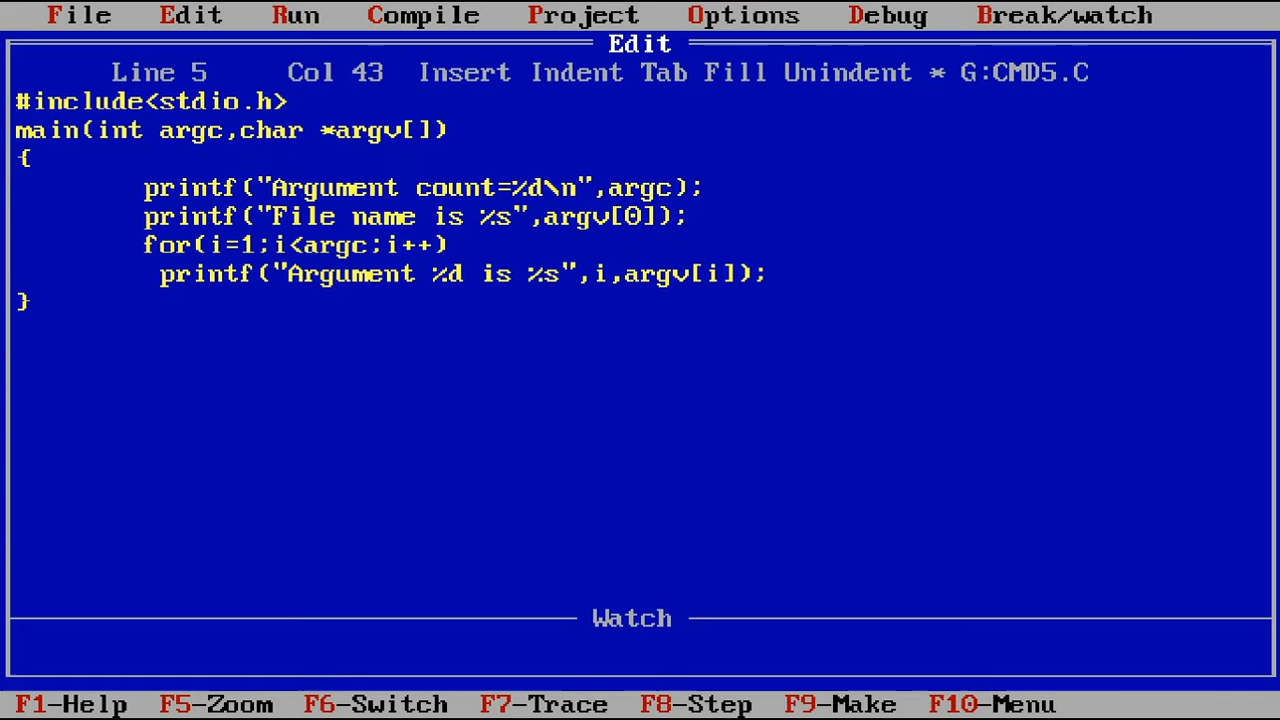 File Edit Run Compile Project Options Debug Break/watch
Edit
Line 5 Col 43 Insert Indent Tab Fill Unindent * G:CMD5.C
#include<stdio.h>
main(int argc,char *argv[])
{
        printf("Argument count=%d\n",argc);
        printf("File name is %s",argv[0]);
        for(i=1;i<argc;i++)
         printf("Argument %d is %s",i,argv[i]);
}
Watch
F1-Help F5-Zoom F6-Switch F7-Trace F8-Step F9-Make F10-Menu